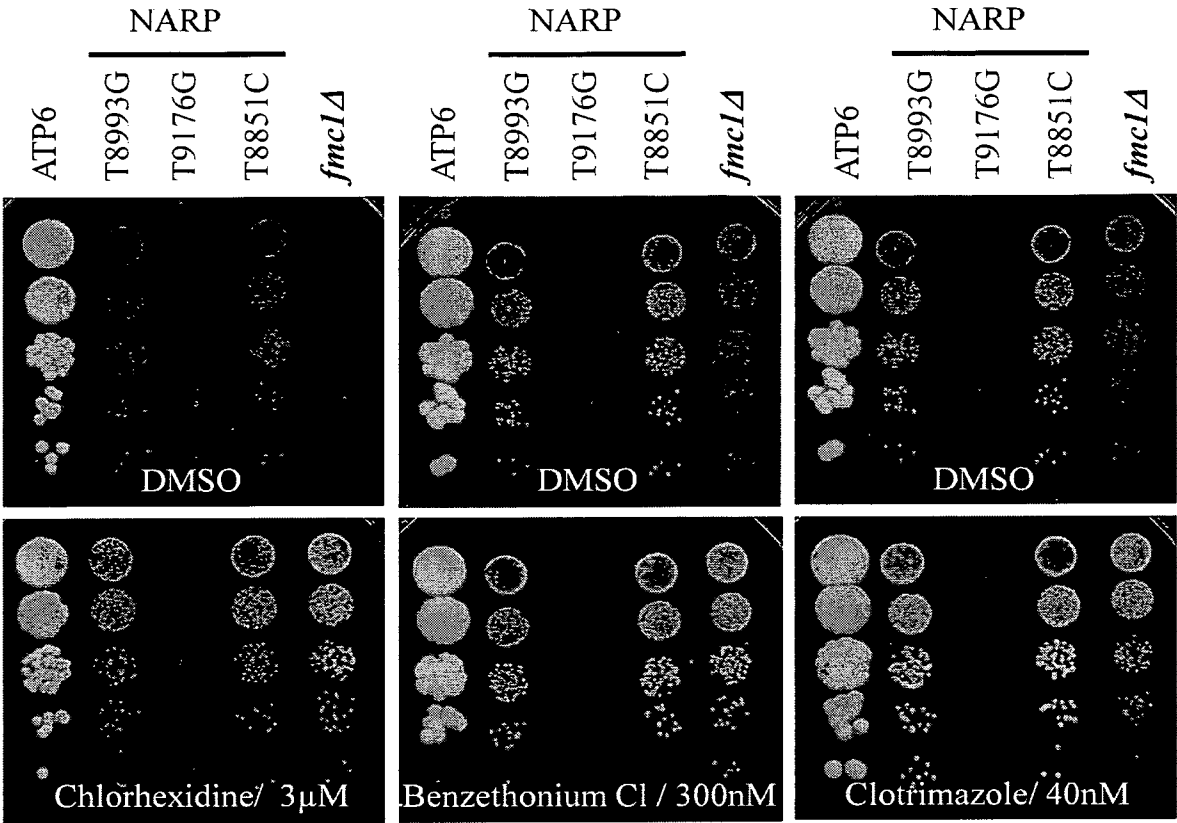 NARP NARP NARP
ATP6 T8993G T9176G T8851C fmc1Δ ATP6 T8993G T9176G T8851C fmc1Δ ATP6 T8993G T9176G T8851C fmc1Δ
DMSO DMSO DMSO
Chlorhexidine/ 3µM .Benzethonium Cl / 300nM Clotrimazole/ 40nM